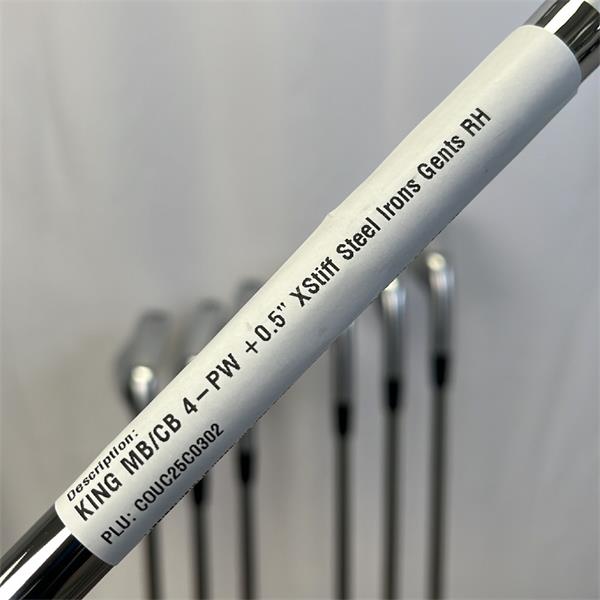 Description:
KING MB/CB 4-PW +0.5" XStiff Steel Irons Gents RH
PLU: COUC25C0302